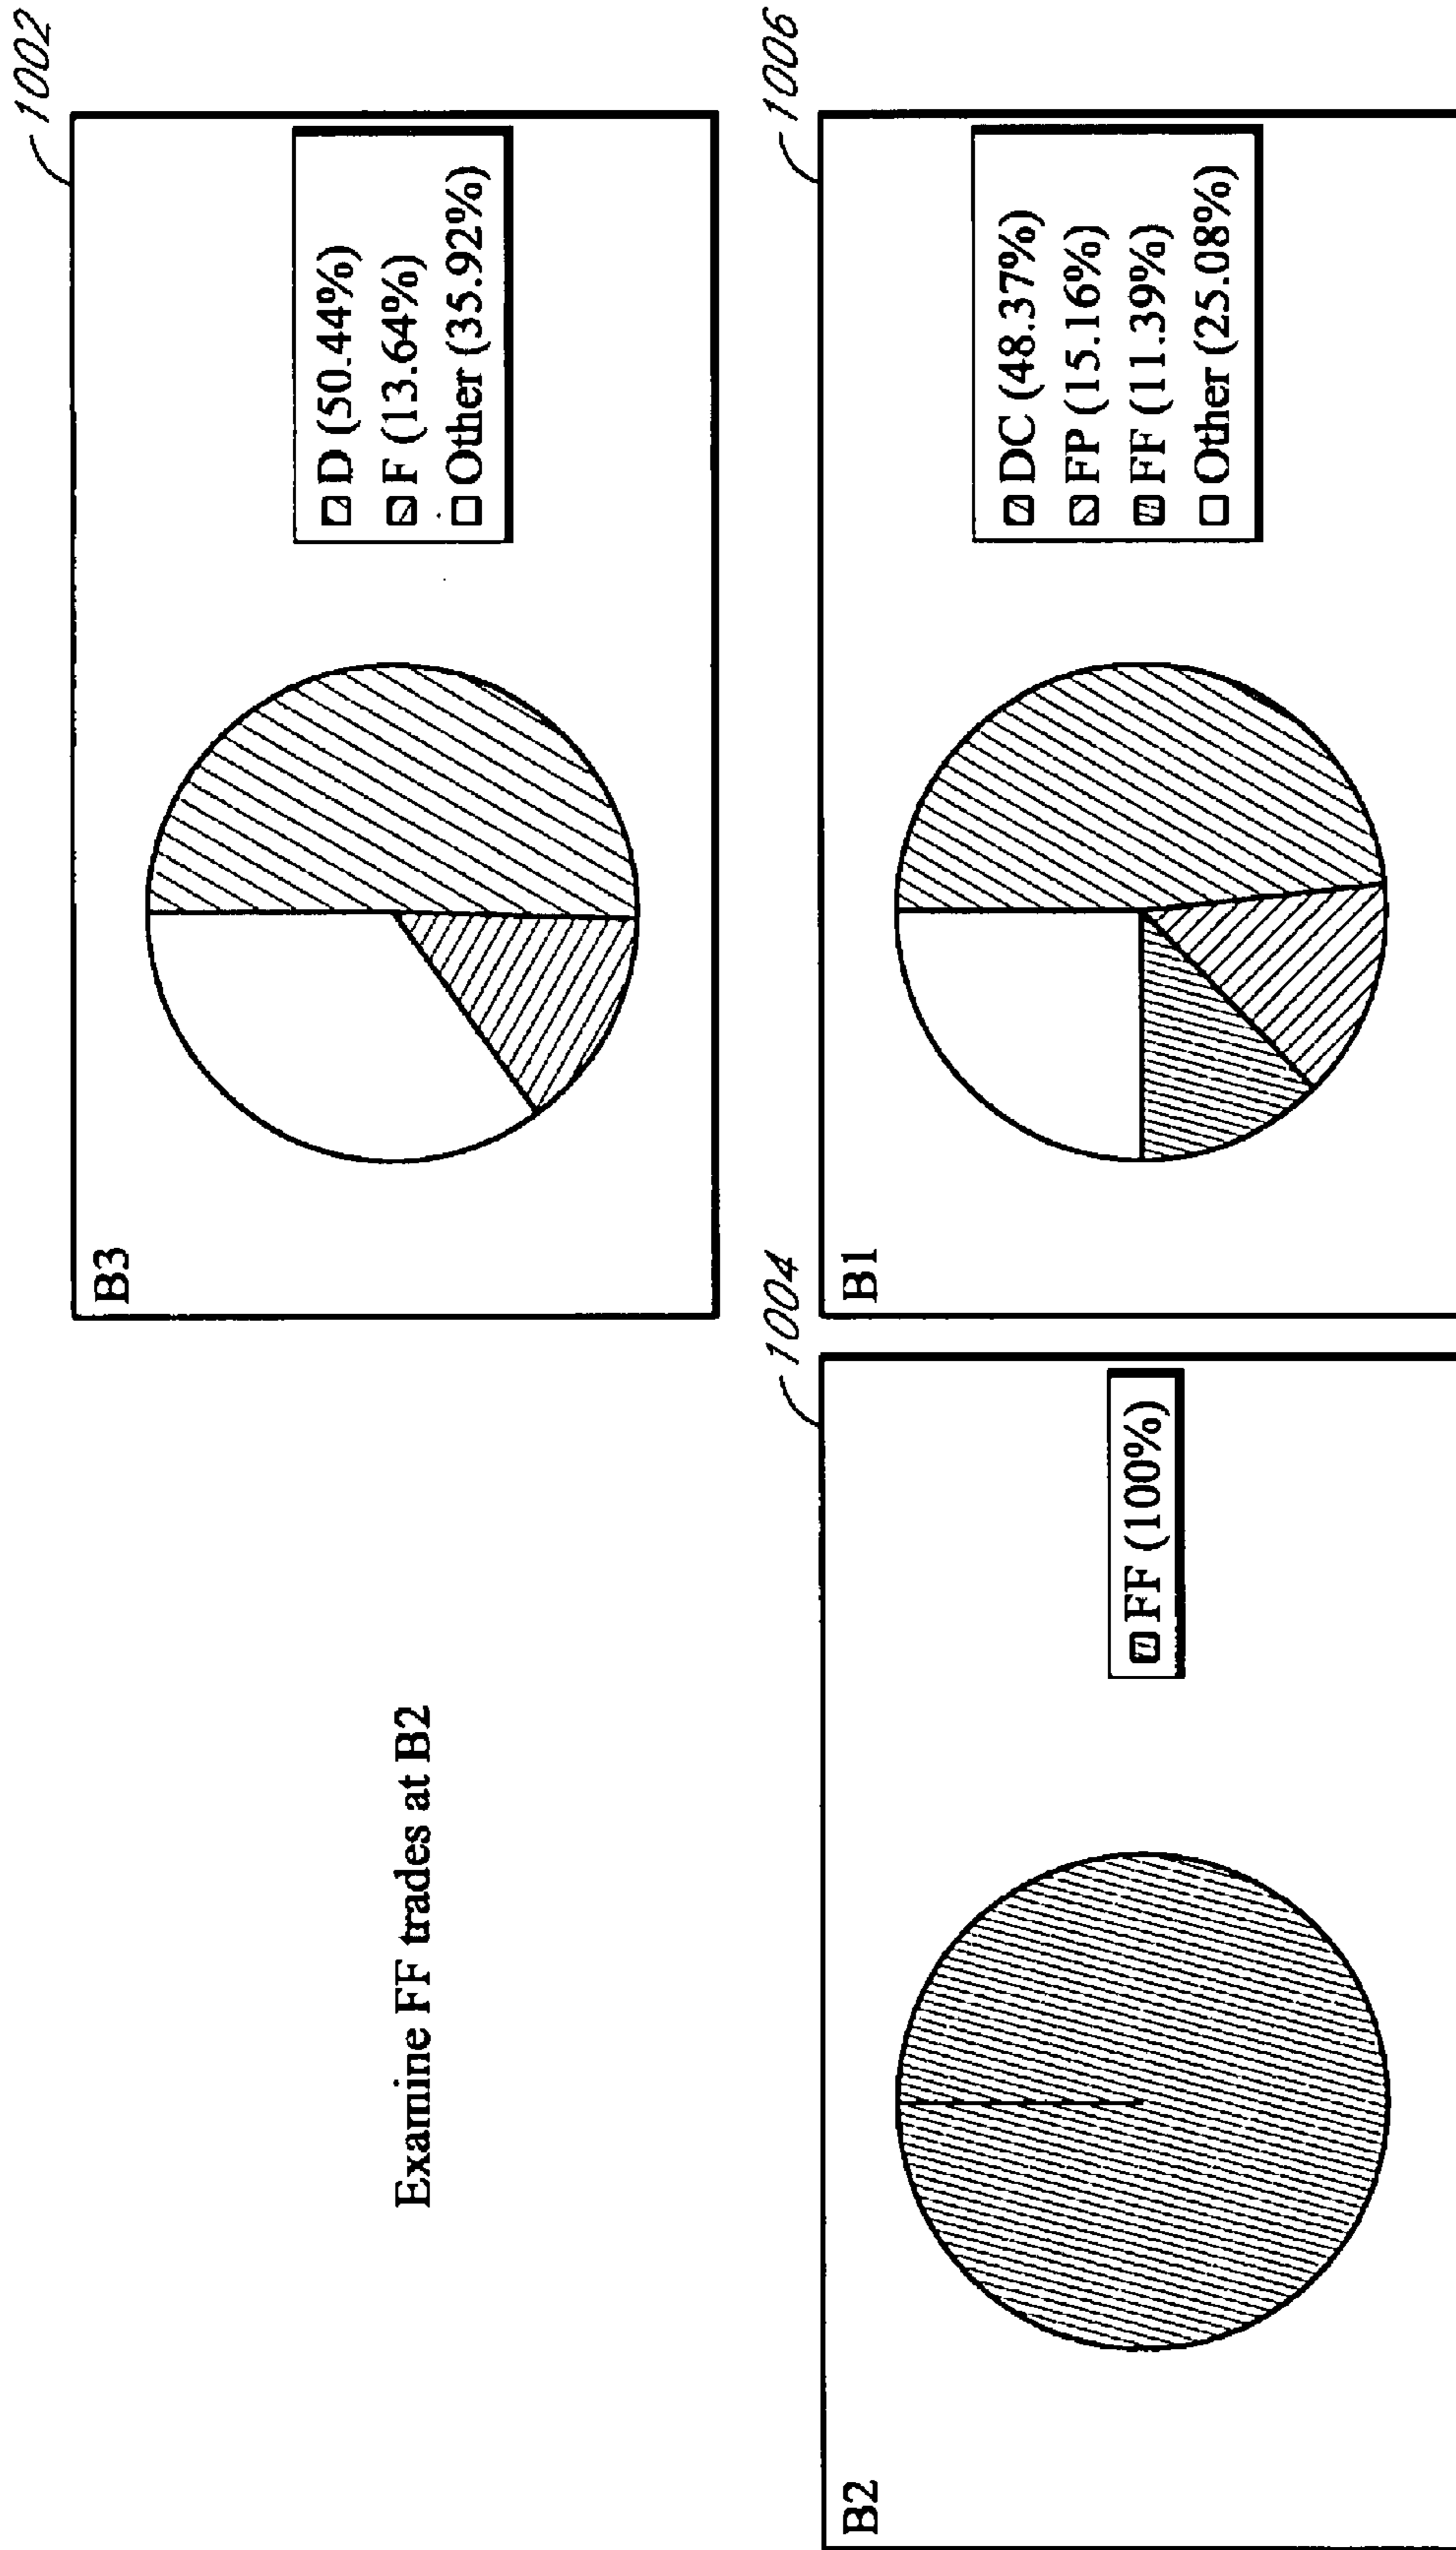 Examine FF trades at B2
1002
B3
D (50.44%)
F (13.64%)
Other (35.92%)
1004
B2
FF (100%)
1006
B1
DC (48.37%)
FP (15.16%)
FF (11.39%)
Other (25.08%)